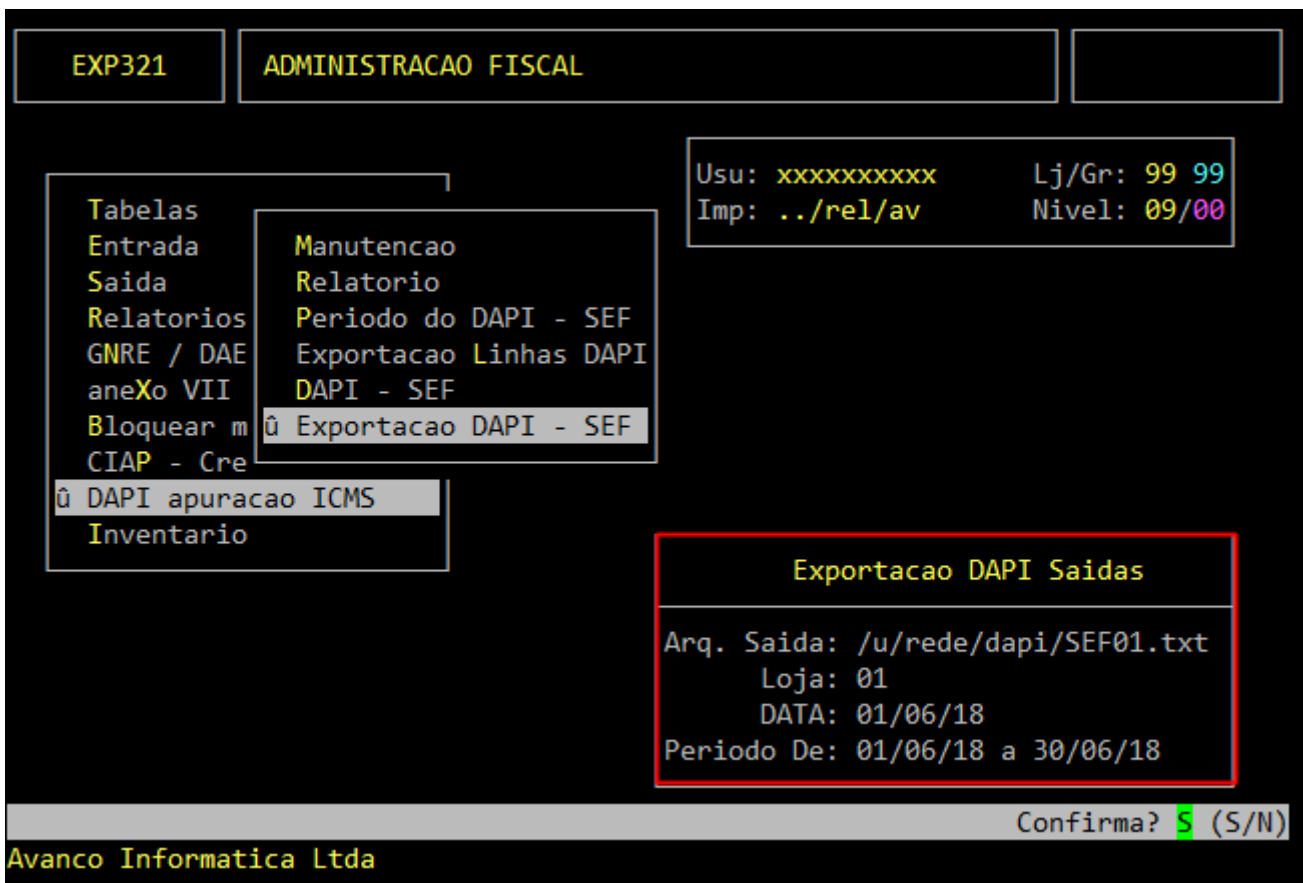 EXP321
ADMINISTRACAO FISCAL
Usu: xxxxxxxxxx Lj/Gr: 99 99
Imp: ../rel/av Nivel: 09/00
Tabelas
Entrada
Saida
Relatorios
GNRE / DAE
aneXo VII
Bloquear m
CIAP - Cre
û DAPI apuracao ICMS
Inventario
Manutencao
Relatorio
Periodo do DAPI - SEF
Exportacao Linhas DAPI
DAPI - SEF
û Exportacao DAPI - SEF
Exportacao DAPI Saidas
Arq. Saida: /u/rede/dapi/SEF01.txt
Loja: 01
DATA: 01/06/18
Periodo De: 01/06/18 a 30/06/18
Confirma? S (S/N)
Avanco Informatica Ltda